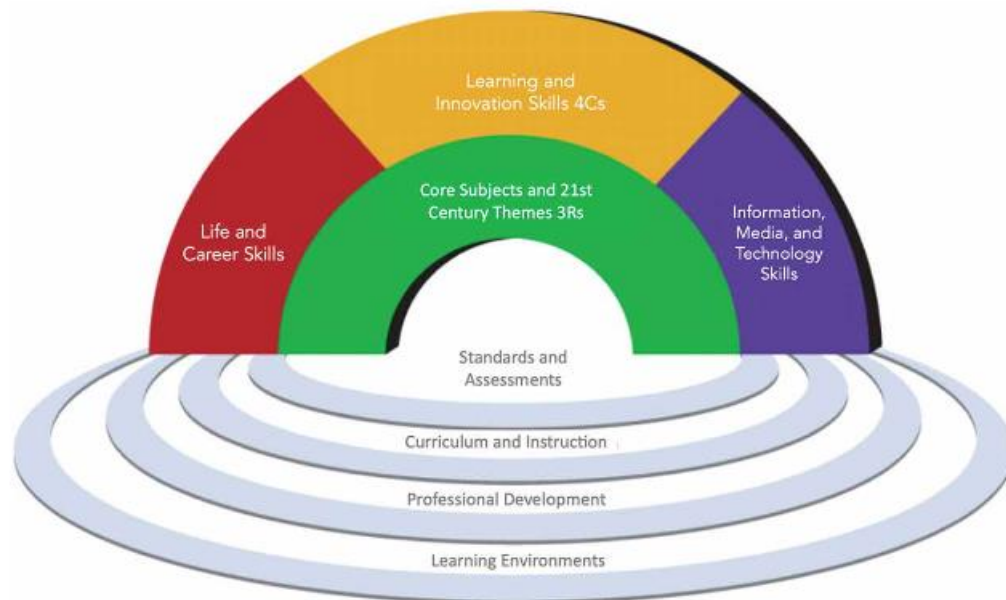 Learning and
Innovation Skills 4Cs
Core Subjects and 21st
Century Themes 3Rs
Life and
Career Skills
Information,
Media, and
Technology
Skills
Standards and
Assessments
Curriculum and Instruction
Professional Development
Learning Environments